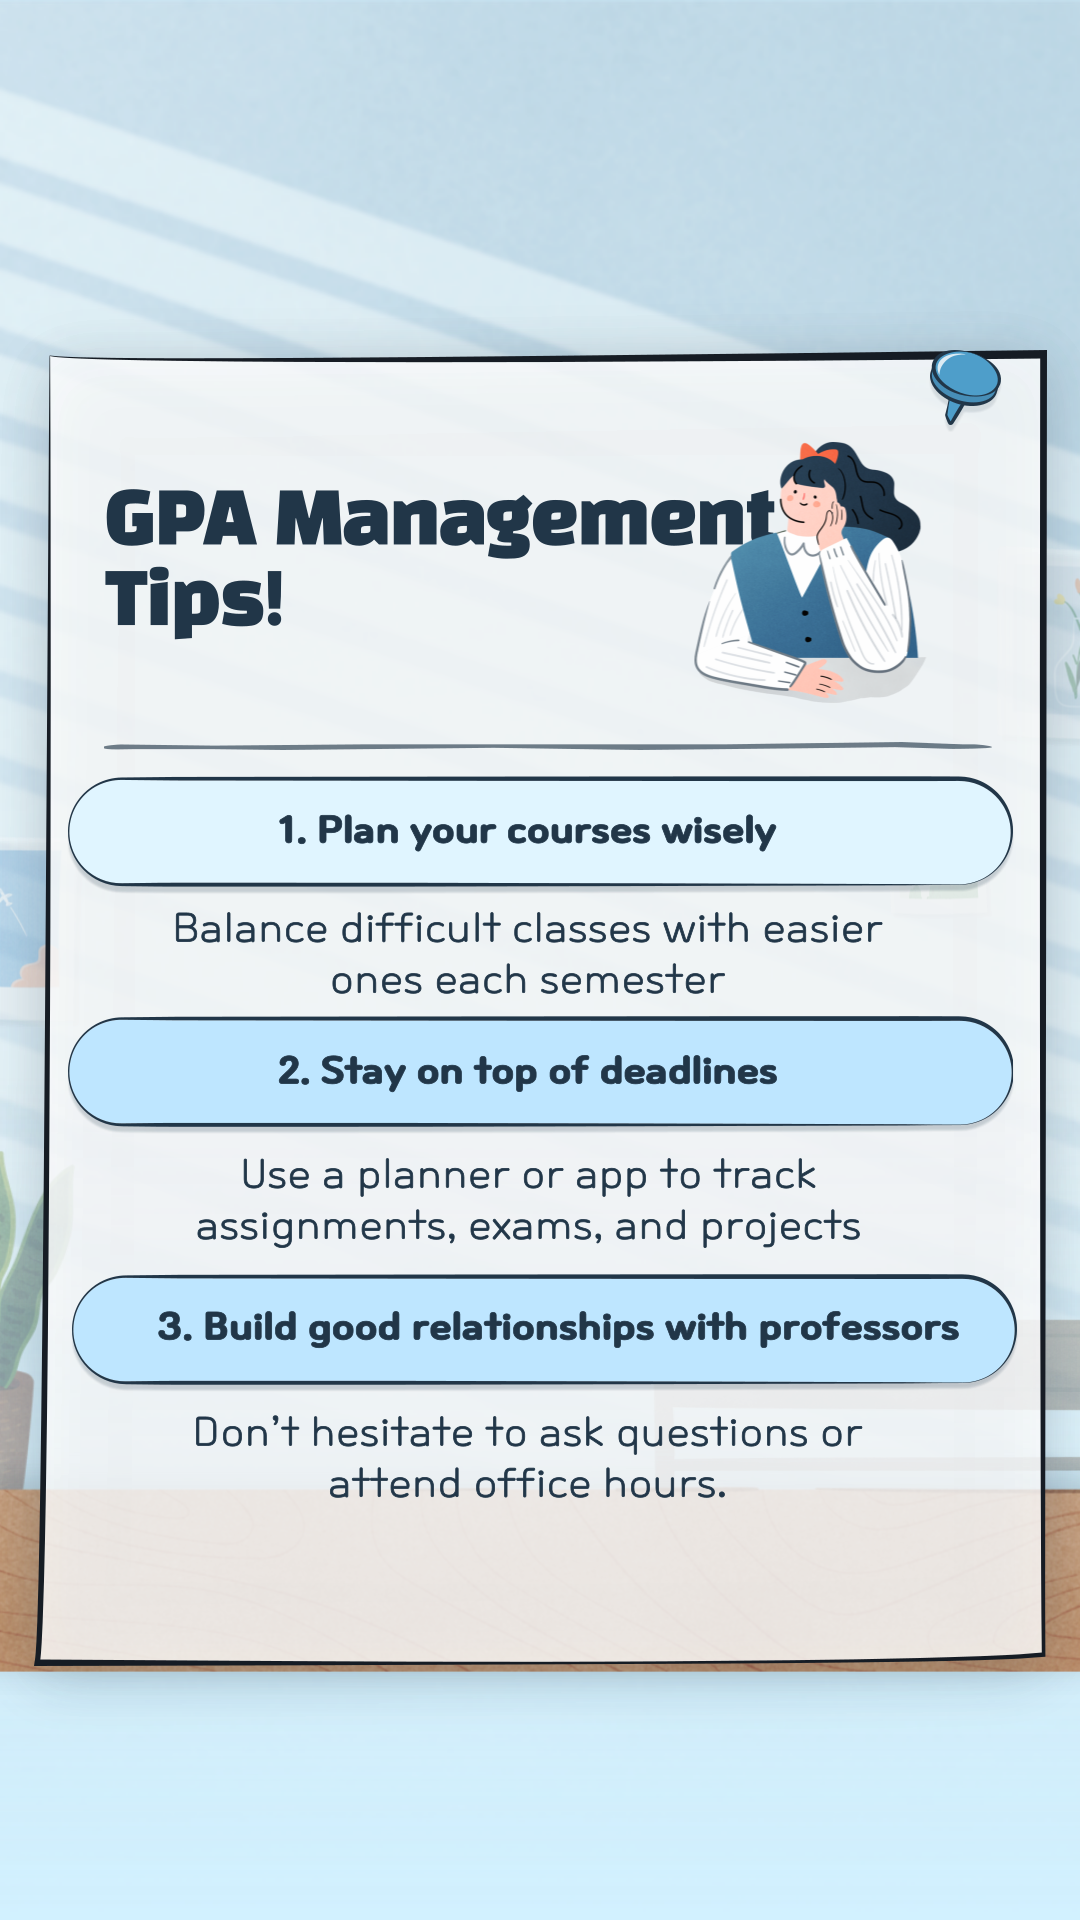 GPA Management
Tips!
1. Plan your courses wisely
Balance difficult classes with easier
ones each semester
2. Stay on top of deadlines
Use a planner or app to track
assignments, exams, and projects
3. Build good relationships with professors
Don’t hesitate to ask questions or
attend office hours.